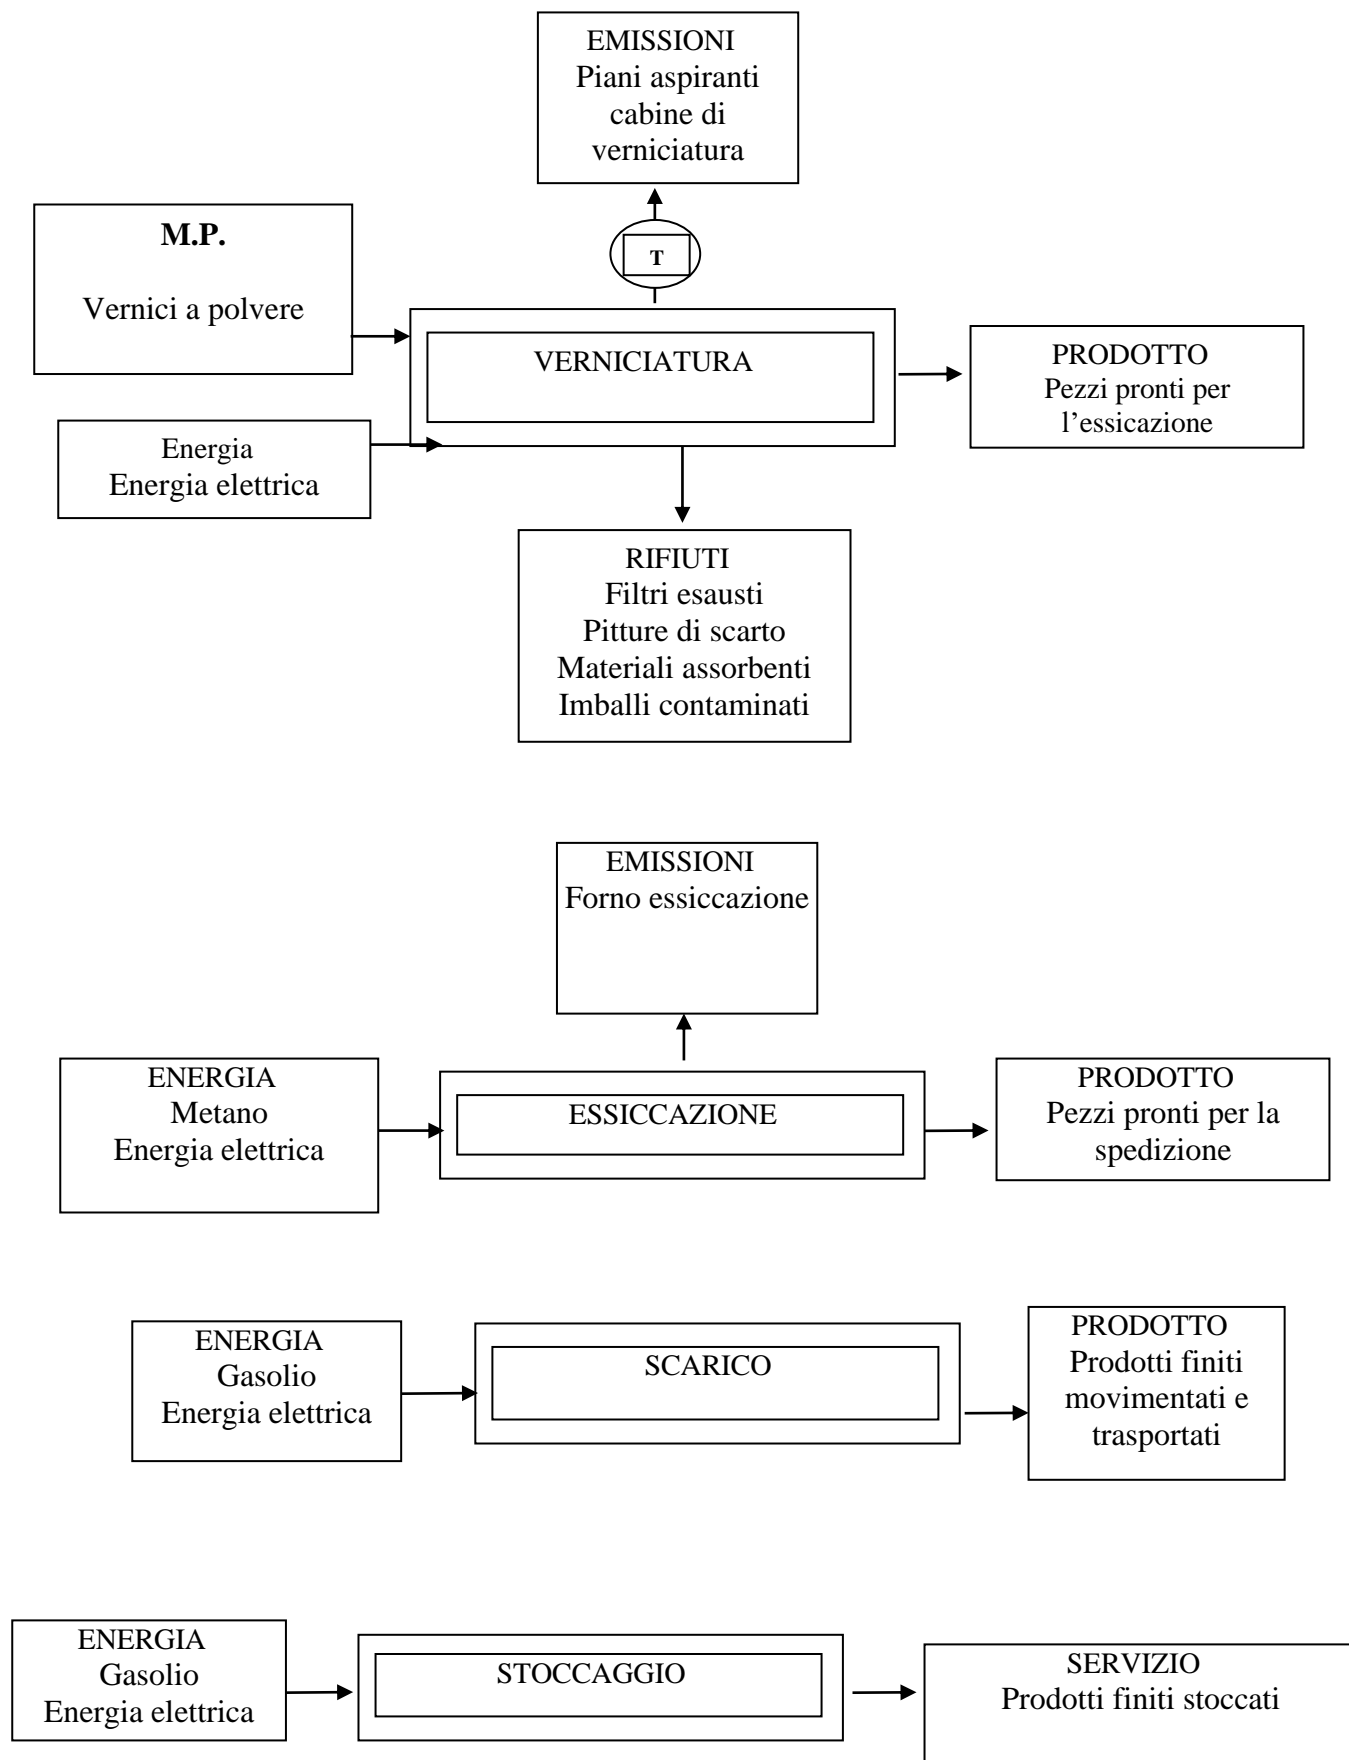 EMISSIONI
Piani aspiranti
cabine di
verniciatura
M.P.
Vernici a polvere
T
VERNICIATURA
PRODOTTO
Pezzi pronti per
l’essicazione
Energia
Energia elettrica
RIFIUTI
Filtri esausti
Pitture di scarto
Materiali assorbenti
Imballi contaminati
EMISSIONI
Forno essiccazione
ENERGIA
Metano
Energia elettrica
ESSICCAZIONE
PRODOTTO
Pezzi pronti per la
spedizione
ENERGIA
Gasolio
Energia elettrica
SCARICO
PRODOTTO
Prodotti finiti
movimentati e
trasportati
ENERGIA
Gasolio
Energia elettrica
STOCCAGGIO
SERVIZIO
Prodotti finiti stoccati